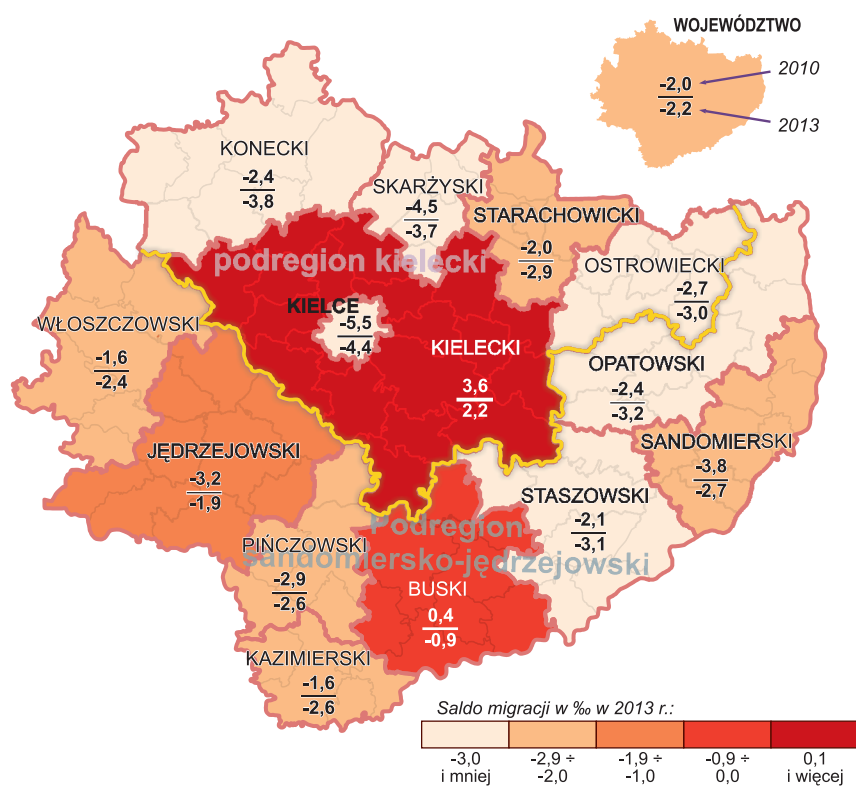 WOJEWÓDZTWO
-2,0
-2,2
2010
2013
KONECKI
-2,4
-3,8
SKARŻYSKI
-4,5
-3,7
STARACHOWICKI
-2,0
-2,9
podregion kielecki
OSTROWIECKI
-2,7
-3,0
WŁOSZCZOWSKI
-1,6
-2,4
KIELCE
-5,5
-4,4
KIELECKI
3,6
2,2
OPATOWSKI
-2,4
-3,2
JĘDRZEJOWSKI
-3,2
-1,9
SANDOMIERSKI
-3,8
-2,7
STASZOWSKI
-2,1
-3,1
Podregion
sandomiersko-jędrzejowski
PIŃCZOWSKI
-2,9
-2,6
BUSKI
0,4
-0,9
KAZIMIERSKI
-1,6
-2,6
Saldo migracji w ‰ w 2013 r.:
-3,0
i mniej
-2,9 ÷
-2,0
-1,9 ÷
-1,0
-0,9 ÷
0,0
0,1
i więcej